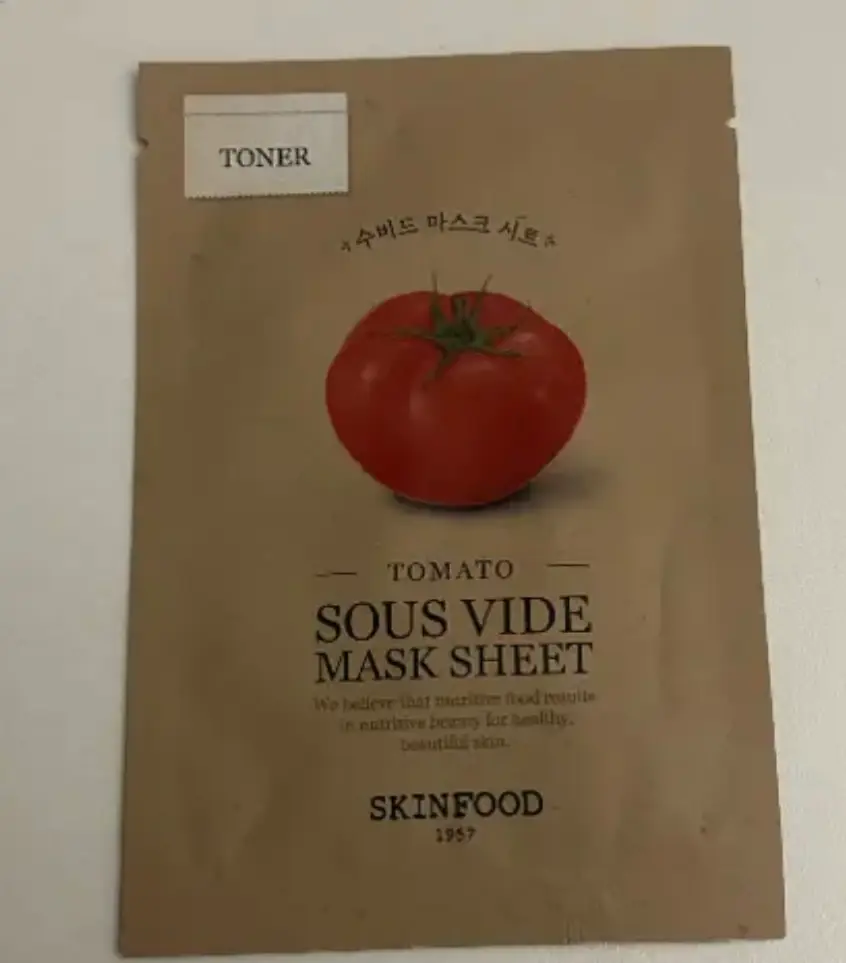 TONER
수비드 마스크 시트
TOMATO
SOUS VIDE
MASK SHEET
We believe that nutritive food results
in nutritive beauty for healthy,
beautiful skin.
SKINFOOD
1957